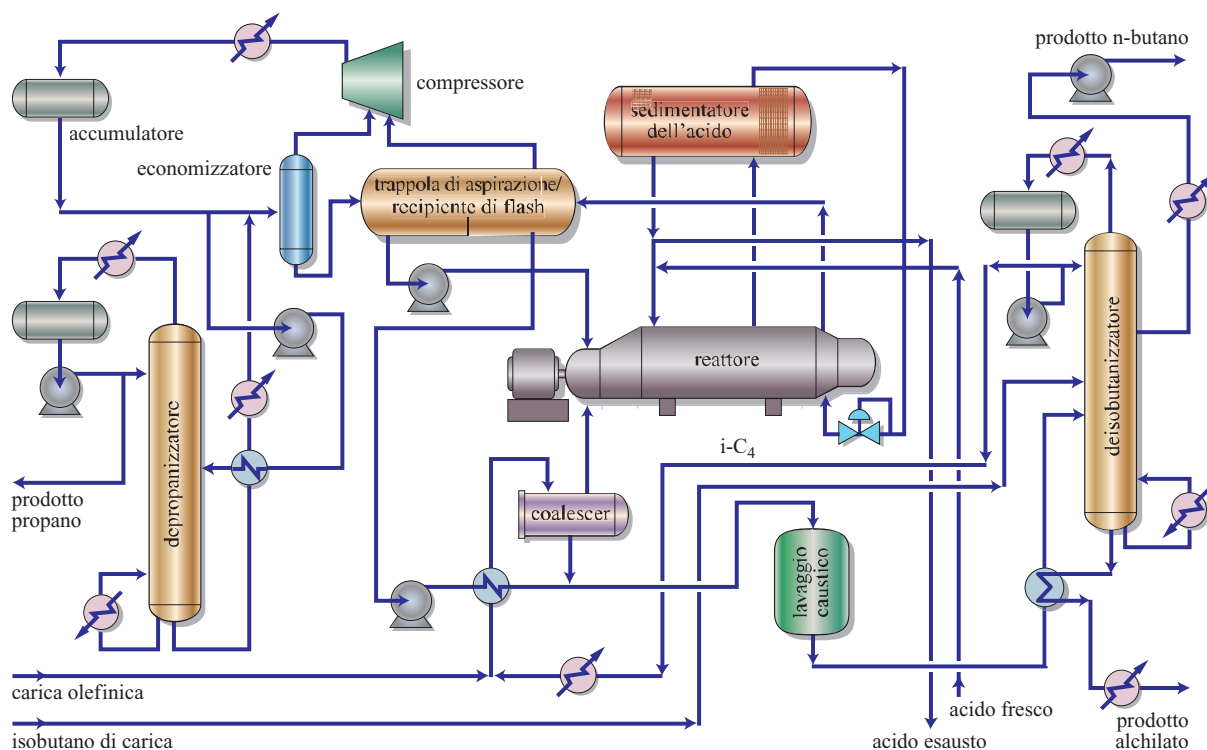 prodotto n-butano
compressore
sedimentatore
dell'acido
accumulatore
economizzatore
trappola di aspirazione/
recipiente di flash
reattore
deisobutanizzatore
depropanizzatore
i-C4
prodotto
propano
coalescer
lavaggio
caustico
carica olefinica
isobutano di carica
acido fresco
acido esausto
prodotto
alchilato